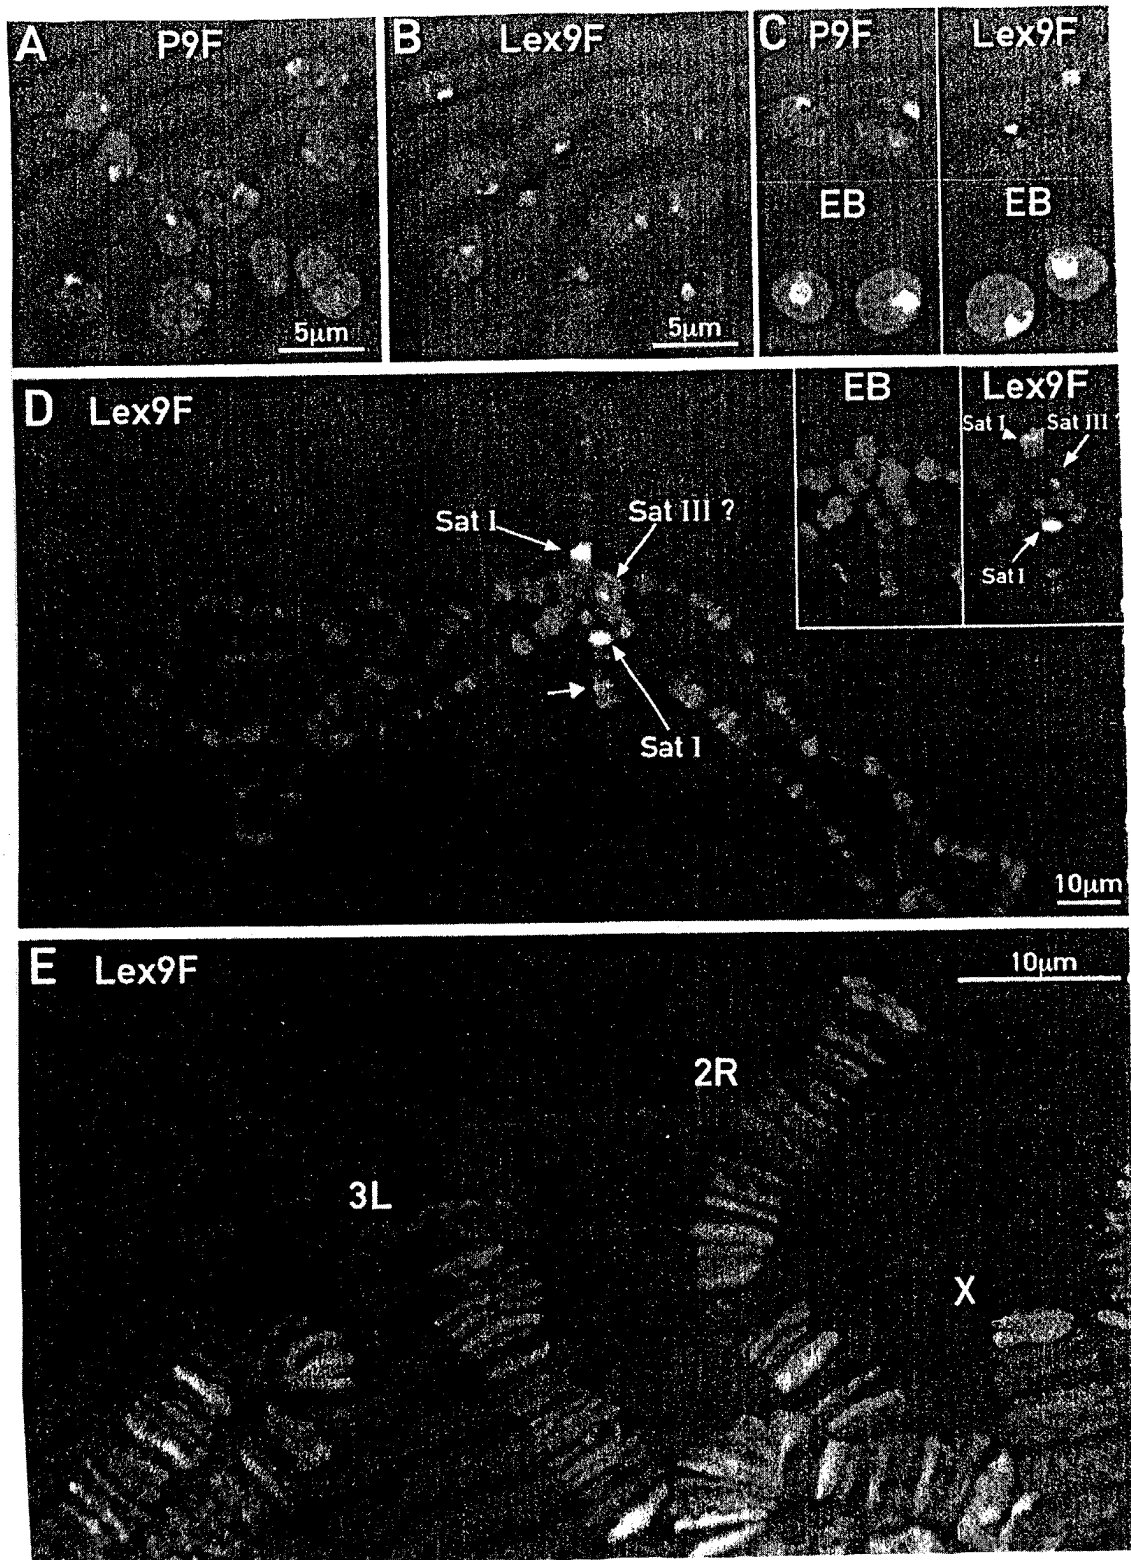 A P9F
5µm
B Lex9F
5µm
C P9F
Lex9F
EB
EB
D Lex9F
Sat I
Sat III ?
Sat I
10µm
EB
Lex9F
Sat I
Sat III ?
Sat I
E Lex9F
10µm
2R
3L
X